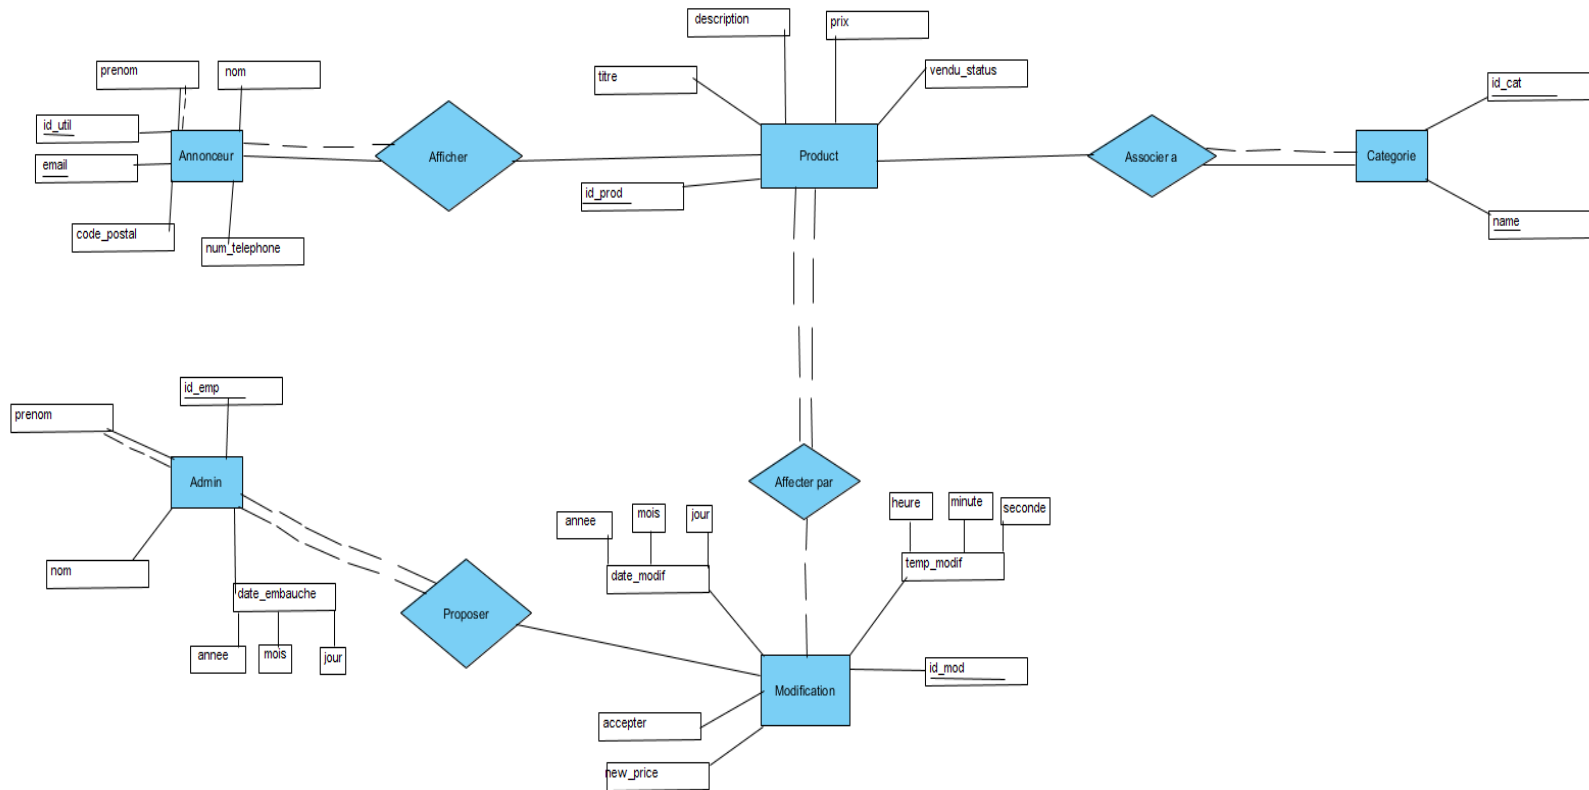 description
prix
prenom
nom
vendu_status
titre
id_cat
id_util
Annonceur
Afficher
Product
Associer a
Categorie
email
id_prod
code_postal
num_telephone
name
id_emp
prenom
Admin
Affecter par
heure
minute
seconde
annee
mois
jour
nom
date_modif
temp_modif
date_embauche
Proposer
annee
mois
jour
id_mod
Modification
accepter
new_price